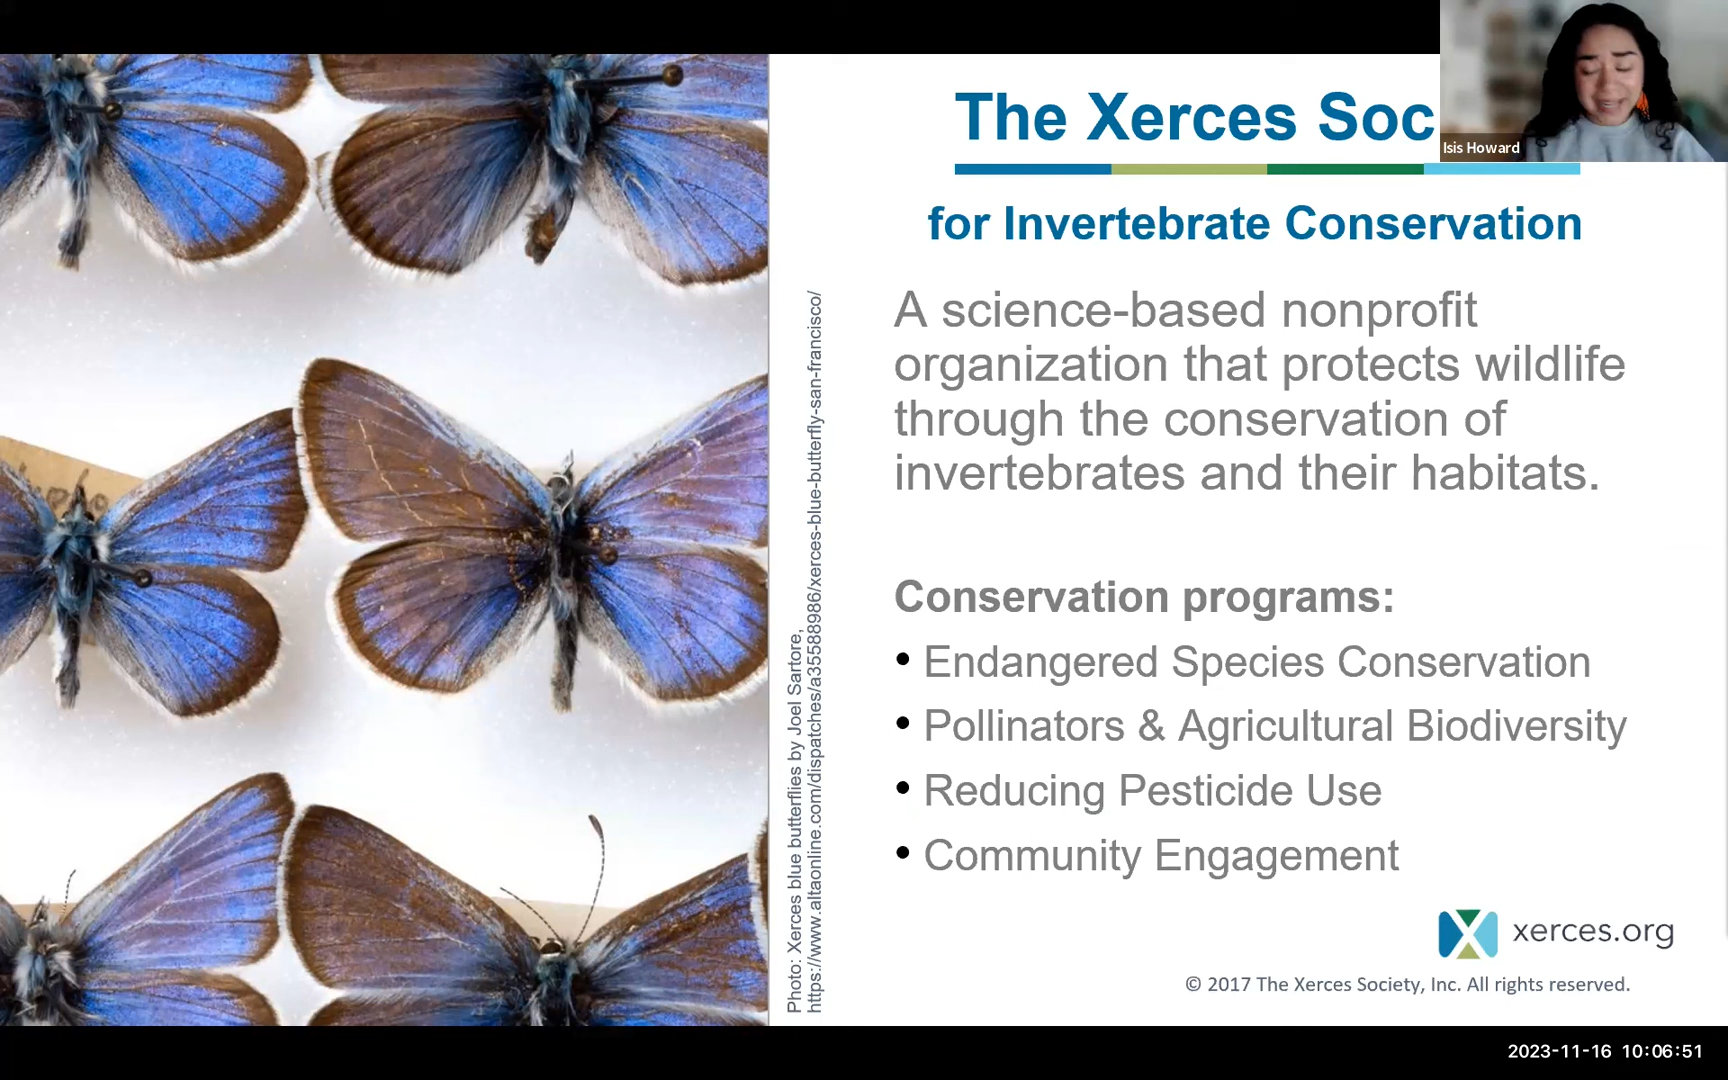 The Xerces Soc
Isis Howard
for Invertebrate Conservation
A science-based nonprofit
organization that protects wildlife
through the conservation of
invertebrates and their habitats.
Conservation programs:
• Endangered Species Conservation
• Pollinators & Agricultural Biodiversity
• Reducing Pesticide Use
• Community Engagement
Photo: Xerces blue butterflies by Joel Sartore,
https://www.altaonline.com/dispatches/a35588986/xerces-blue-butterfly-san-francisco/
xerces.org
© 2017 The Xerces Society, Inc. All rights reserved.
2023-11-16 10:06:51